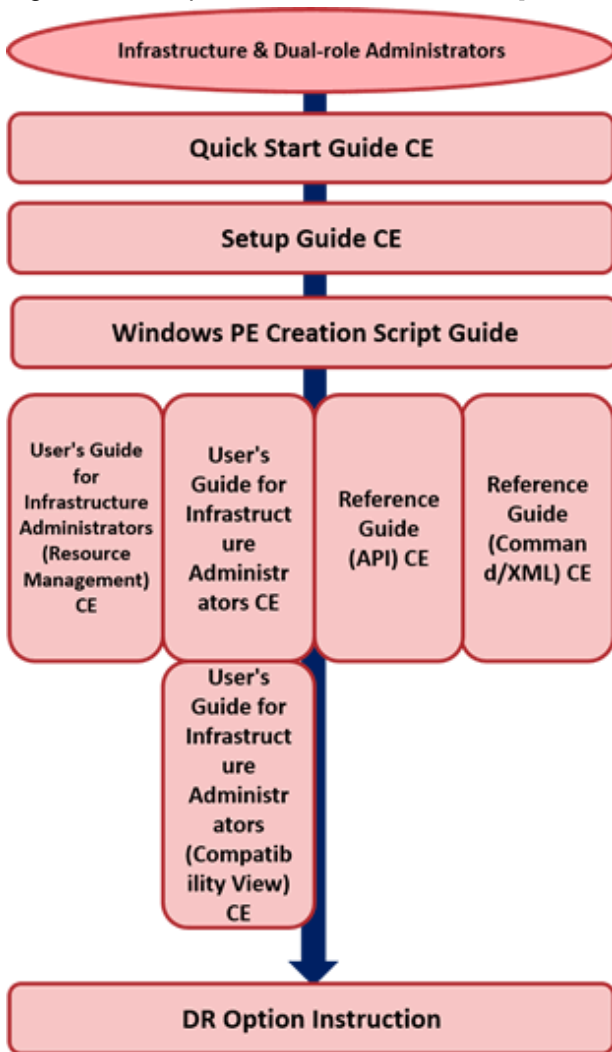 Infrastructure & Dual-role Administrators
Quick Start Guide CE
Setup Guide CE
Windows PE Creation Script Guide
User's Guide
for
Infrastructure
Administrators
(Resource
Management)
CE
User's
Guide for
Infrastruct
ure
Administr
ators CE
Reference
Guide
(API) CE
Reference
Guide
(Comman
d/XML) CE
User's
Guide for
Infrastruct
ure
Administr
ators
(Compatib
ility View)
CE
DR Option Instruction